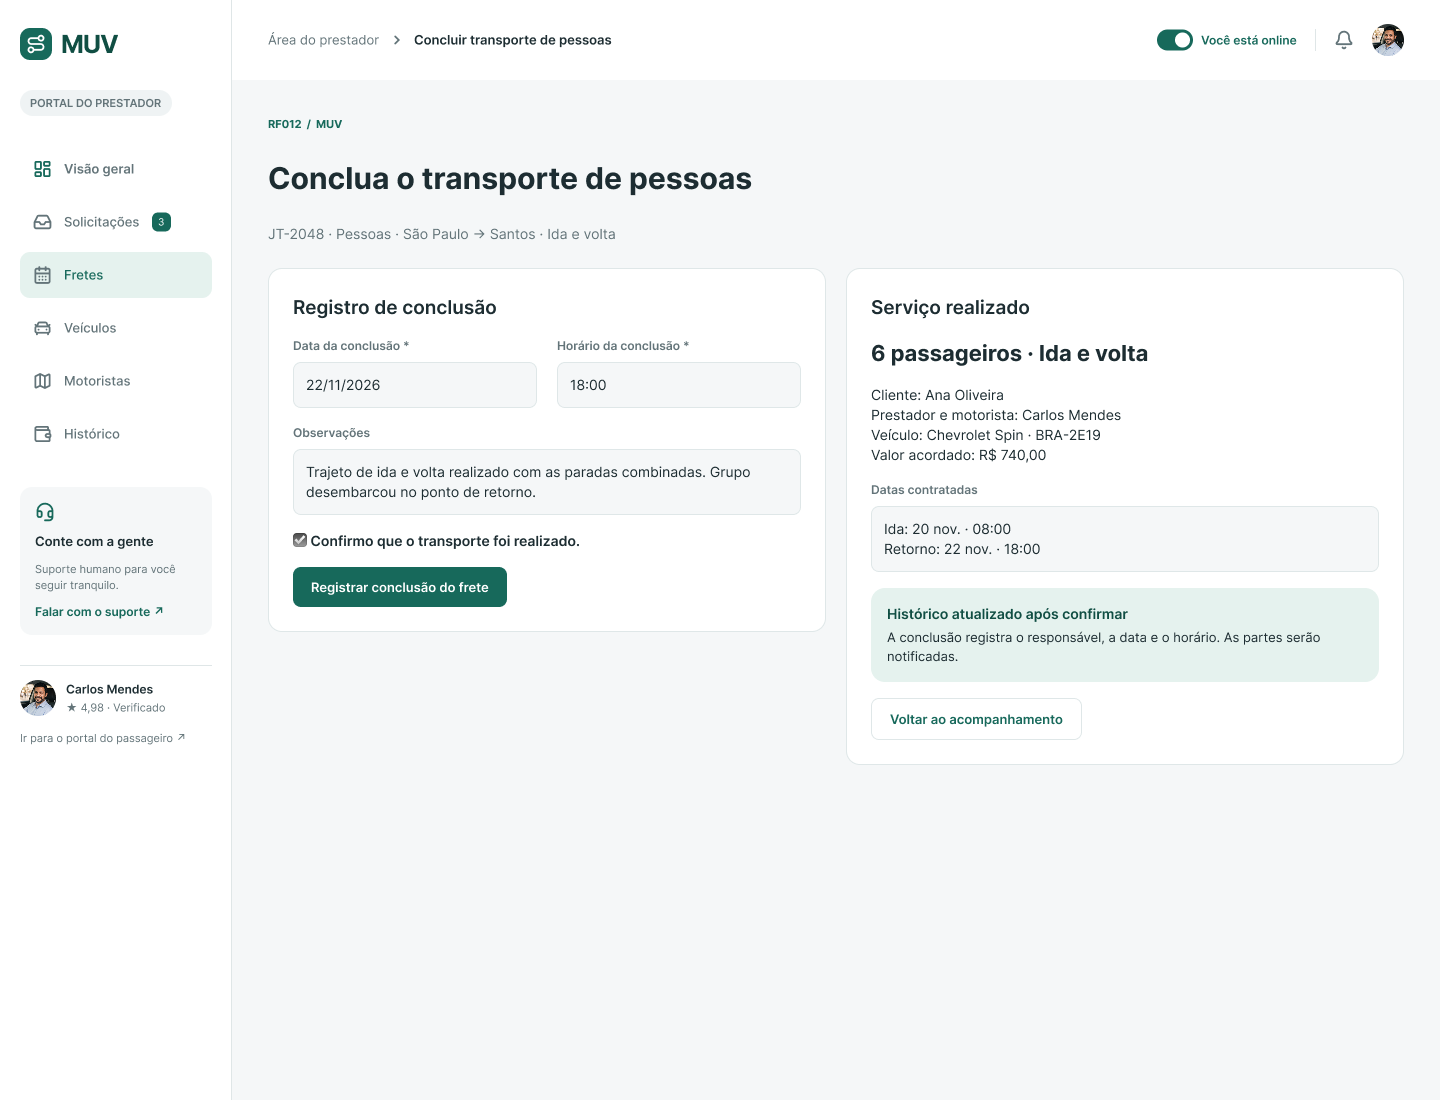 MUV
PORTAL DO PRESTADOR
Visão geral
Solicitações 3
Fretes
Veículos
Motoristas
Histórico
Conte com a gente
Suporte humano para você
seguir tranquilo.
Falar com o suporte ↗
Carlos Mendes
★ 4,98 · Verificado
Ir para o portal do passageiro ↗
Área do prestador > Concluir transporte de pessoas
Você está online
RF012 / MUV
Conclua o transporte de pessoas
JT-2048 · Pessoas · São Paulo → Santos · Ida e volta
Registro de conclusão
Data da conclusão *
Horário da conclusão *
22/11/2026
18:00
Observações
Trajeto de ida e volta realizado com as paradas combinadas. Grupo
desembarcou no ponto de retorno.
Confirmo que o transporte foi realizado.
Registrar conclusão do frete
Serviço realizado
6 passageiros · Ida e volta
Cliente: Ana Oliveira
Prestador e motorista: Carlos Mendes
Veículo: Chevrolet Spin · BRA-2E19
Valor acordado: R$ 740,00
Datas contratadas
Ida: 20 nov. · 08:00
Retorno: 22 nov. · 18:00
Histórico atualizado após confirmar
A conclusão registra o responsável, a data e o horário. As partes serão
notificadas.
Voltar ao acompanhamento